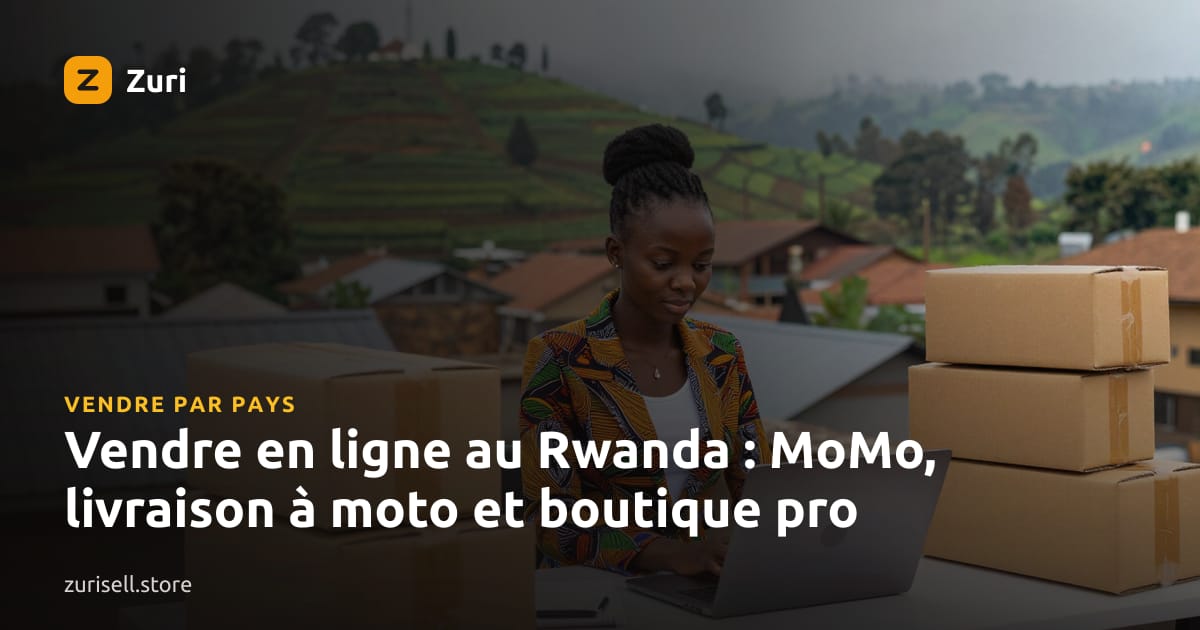 Zuri
VENDRE PAR PAYS
Vendre en ligne au Rwanda : MoMo,
livraison à moto et boutique pro
zurisell.store